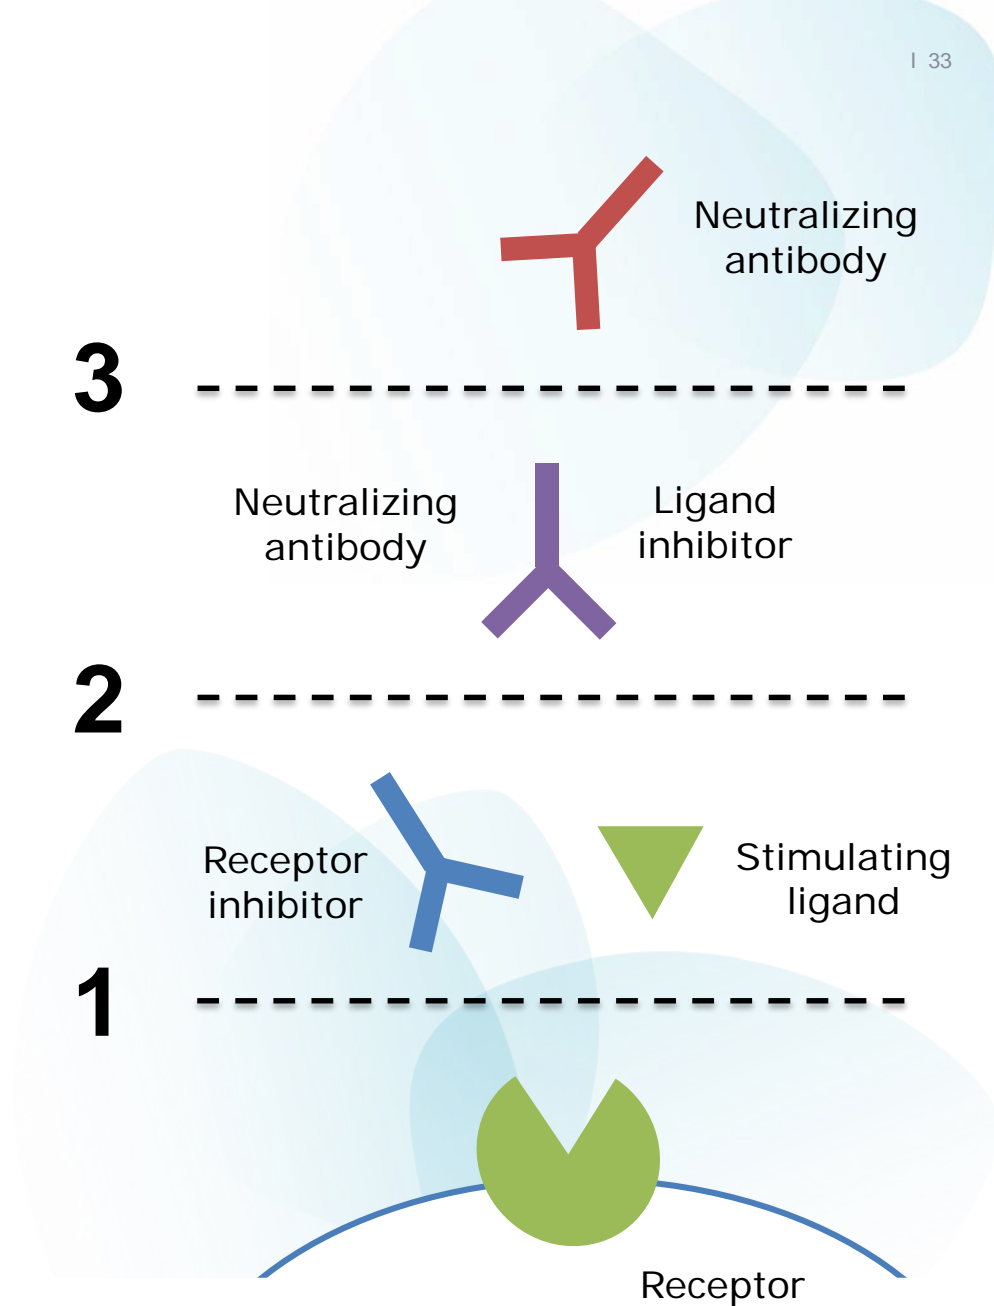 I 33
Neutralizing
antibody
3
Neutralizing
antibody
Ligand
inhibitor
2
Receptor
inhibitor
Stimulating
ligand
1
Receptor